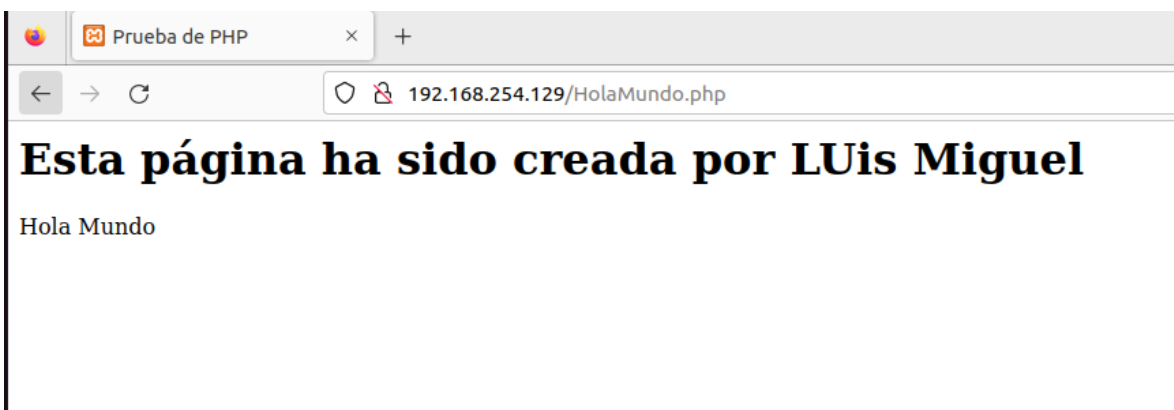 Prueba de PHP
192.168.254.129/HolaMundo.php
Esta página ha sido creada por LUis Miguel
Hola Mundo